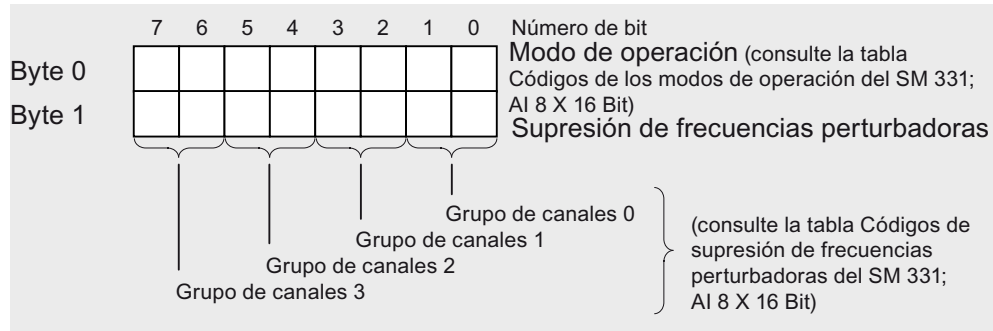 7 6 5 4 3 2 1 0 Número de bit
Byte 0
Modo de operación (consulte la tabla
Códigos de los modos de operación del SM 331;
AI 8 X 16 Bit)
Byte 1
Supresión de frecuencias perturbadoras
Grupo de canales 0
Grupo de canales 1
Grupo de canales 2
Grupo de canales 3
(consulte la tabla Códigos de
supresión de frecuencias
perturbadoras del SM 331;
AI 8 X 16 Bit)